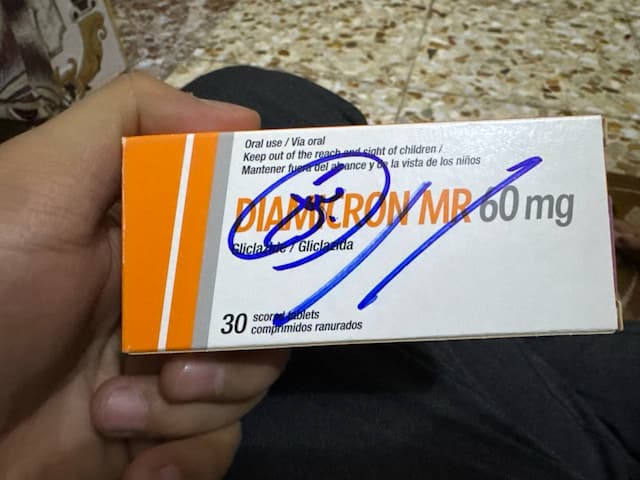 Oral use / Vía oral
Keep out of the reach and sight of children /
Mantener fuera del alcance y de la vista de los niños
DIAMICRON MR 60 mg
Gliclazide / Gliclazida
30 scored tablets
comprimidos ranurados